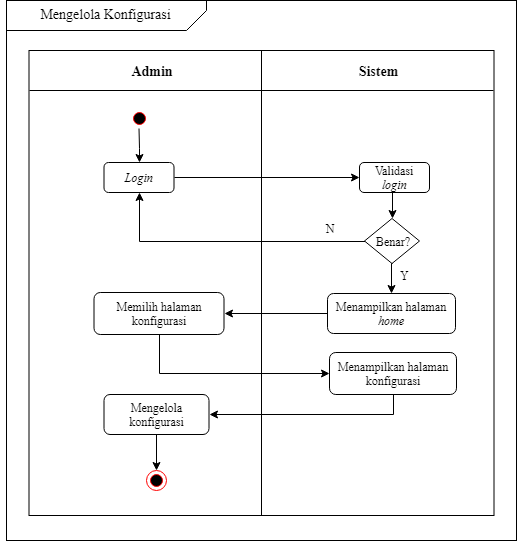 Mengelola Konfigurasi
Admin
Sistem
Login
Validasi
login
Benar?
N
Y
Menampilkan halaman
home
Memilih halaman
konfigurasi
Menampilkan halaman
konfigurasi
Mengelola
konfigurasi